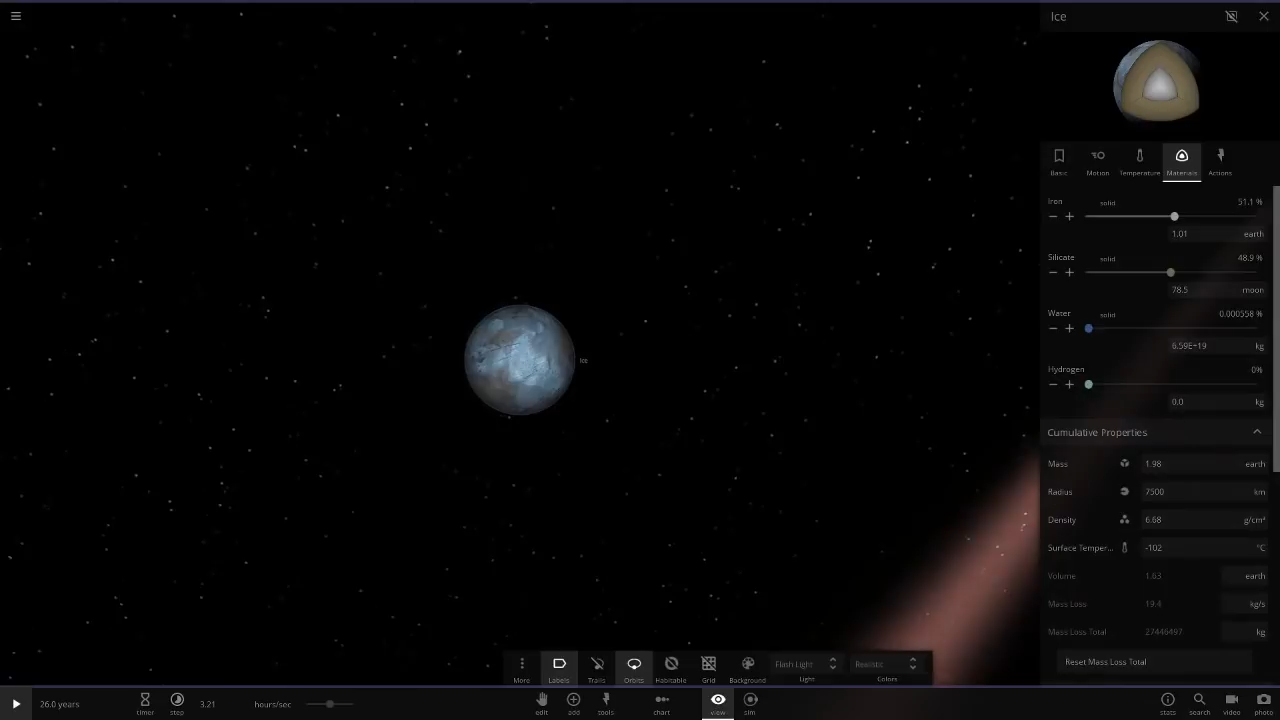 Ice
Basic Motion Temperature Materials Actions
Iron solid 51.1 %
1.01 earth
Silicate solid 48.9 %
78.5 moon
Water solid 0.000558 %
6.59E+19 kg
Hydrogen 0%
0.0 kg
Ice
Cumulative Properties
Mass 1.98 earth
Radius 7500 km
Density 6.68 g/cm³
Surface Temper... -102 °C
Volume 1.63 earth
Mass Loss 19.4 kg/s
Mass Loss Total 27446497 kg
Reset Mass Loss Total
Flash Light Realistic
More Labels Trails Orbits Habitable Grid Background Light Colors
26.0 years timer step 3.21 hours/sec edit add tools chart view sim stats search video photo